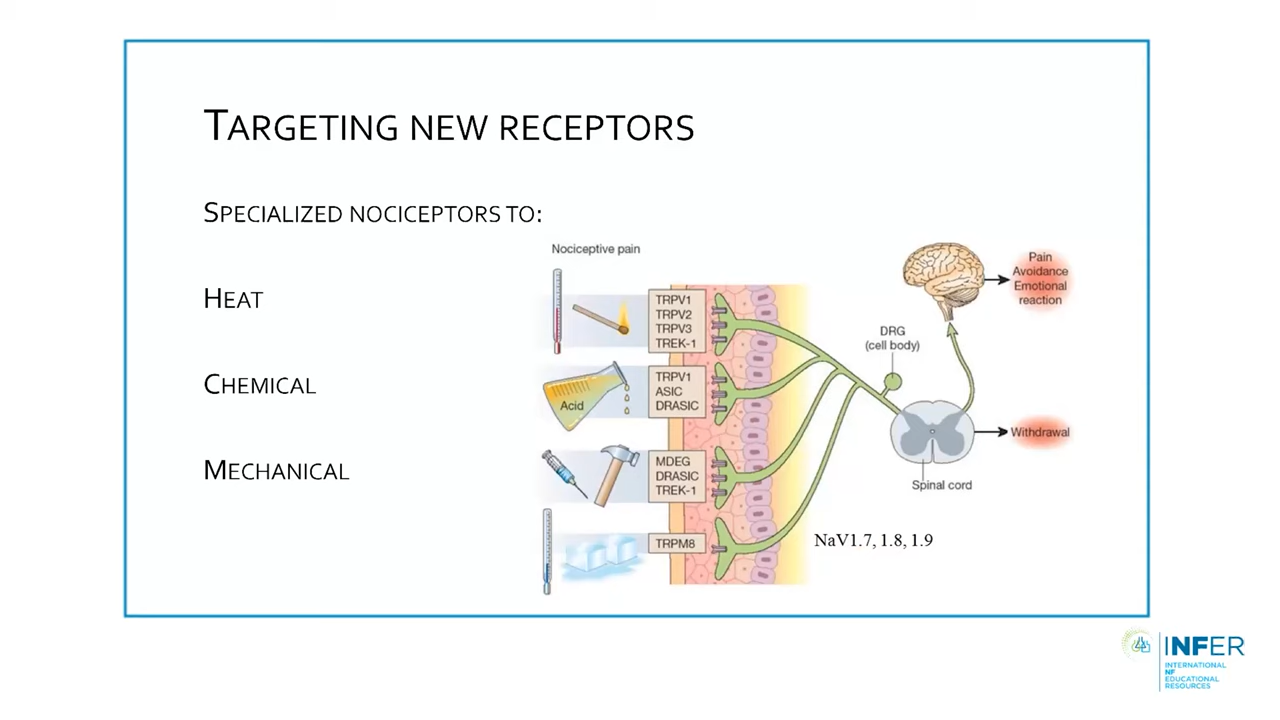 TARGETING NEW RECEPTORS
SPECIALIZED NOCICEPTORS TO:
HEAT
CHEMICAL
MECHANICAL
Nociceptive pain
TRPV1
TRPV2
TRPV3
TREK-1
Acid
TRPV1
ASIC
DRASIC
MDEG
DRASIC
TREK-1
TRPM8
DRG
(cell body)
Pain
Avoidance
Emotional
reaction
Withdrawal
Spinal cord
NaV1.7, 1.8, 1.9
INFER
INTERNATIONAL
NF
EDUCATIONAL
RESOURCES